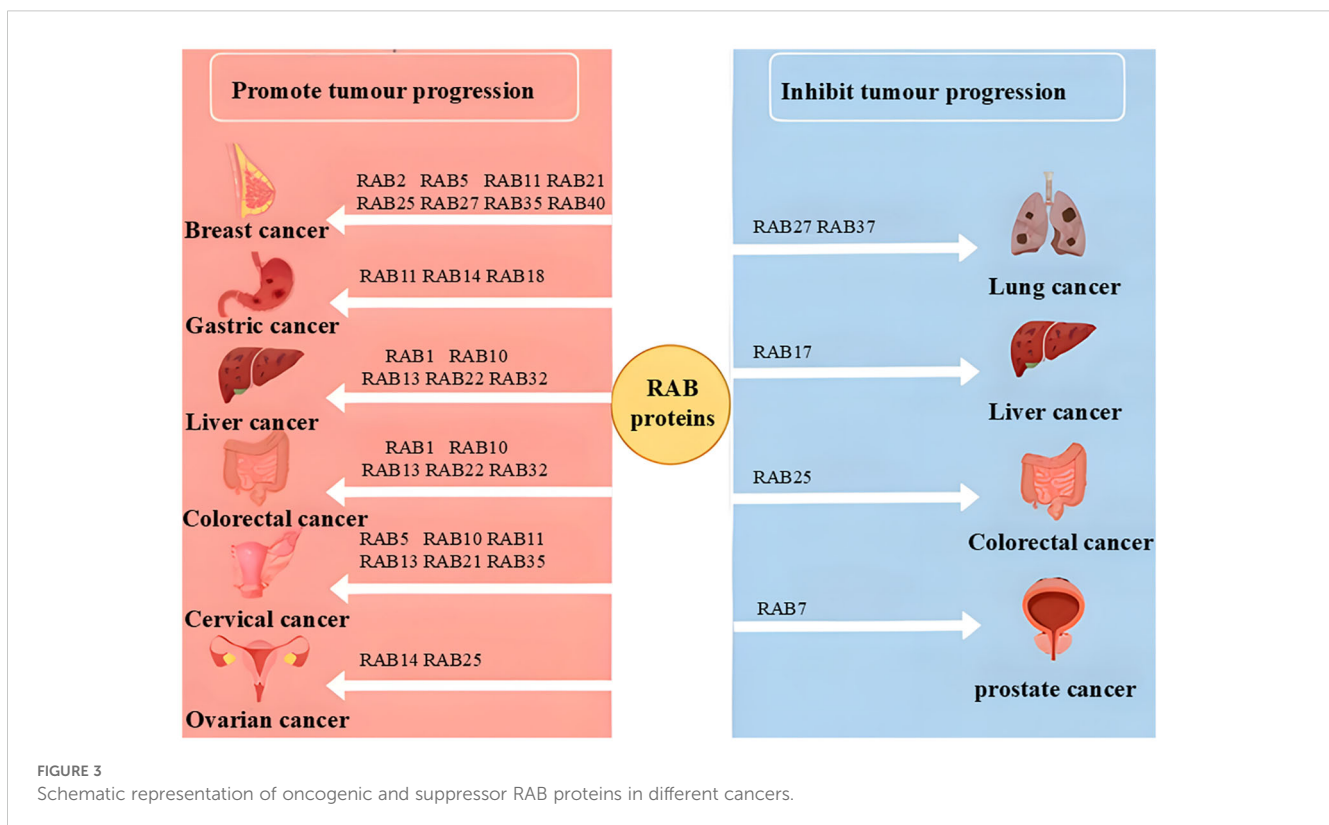 Promote tumour progression
RAB2 RAB5 RAB11 RAB21
RAB25 RAB27 RAB35 RAB40
Breast cancer
RAB11 RAB14 RAB18
Gastric cancer
RAB1 RAB10
RAB13 RAB22 RAB32
Liver cancer
RAB1 RAB10
RAB13 RAB22 RAB32
Colorectal cancer
RAB5 RAB10 RAB11
RAB13 RAB21 RAB35
Cervical cancer
RAB14 RAB25
Ovarian cancer
RAB
proteins
Inhibit tumour progression
RAB27 RAB37
Lung cancer
RAB17
Liver cancer
RAB25
Colorectal cancer
RAB7
prostate cancer
FIGURE 3
Schematic representation of oncogenic and suppressor RAB proteins in different cancers.